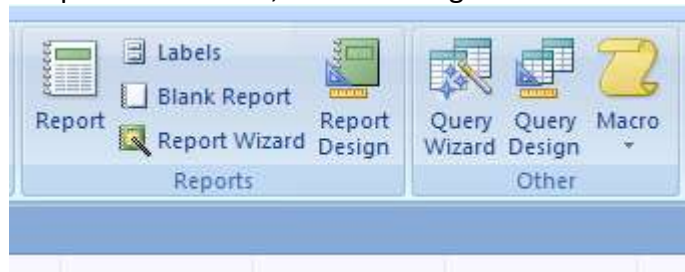 Labels
Blank Report
Report
Report Wizard
Report Design
Query Wizard
Query Design
Macro
Reports
Other